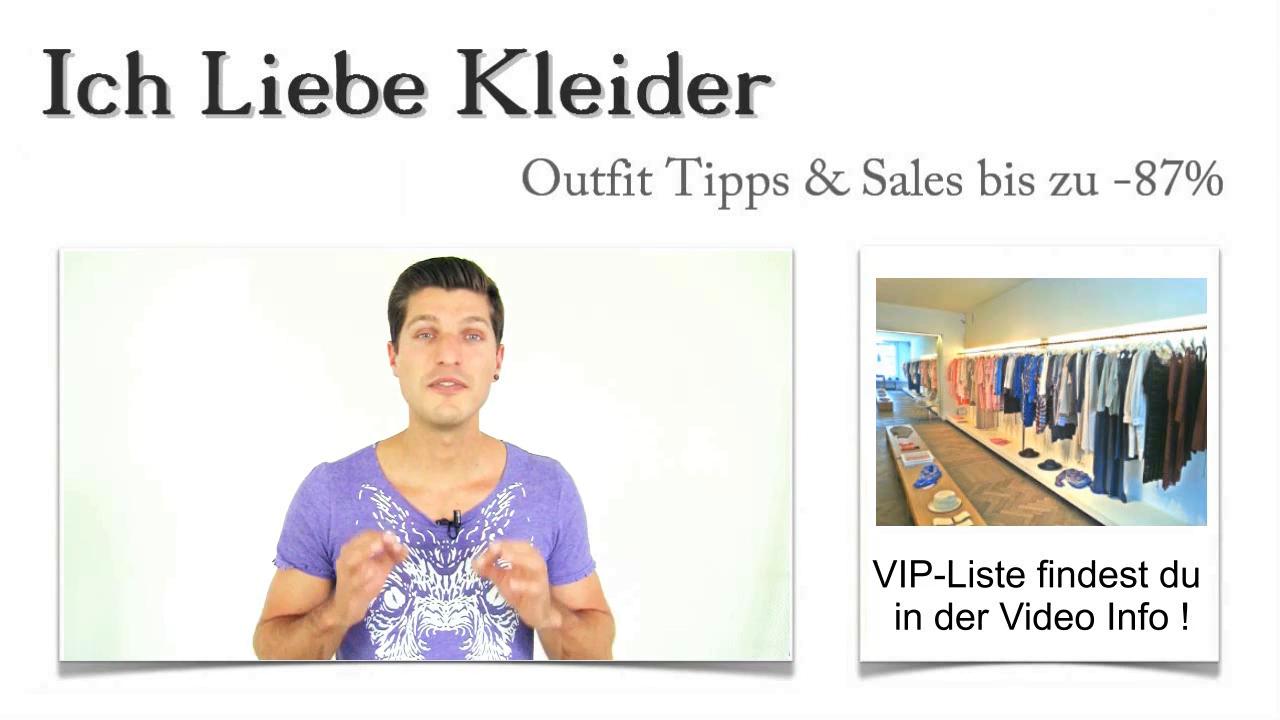 Ich Liebe Kleider
Outfit Tipps & Sales bis zu -87%
VIP-Liste findest du
in der Video Info !